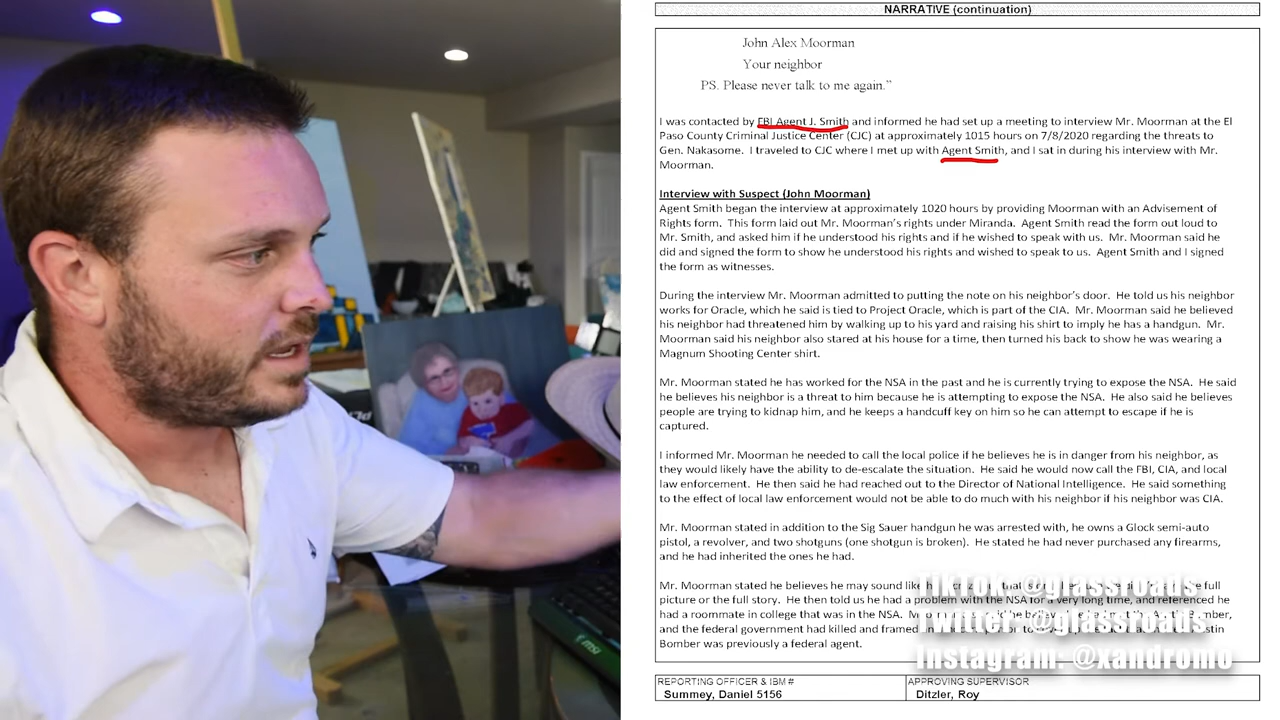 NARRATIVE (continuation)
John Alex Moorman
Your neighbor
PS. Please never talk to me again."
I was contacted by FBI Agent J. Smith and informed he had set up a meeting to interview Mr. Moorman at the El
Paso County Criminal Justice Center (CJC) at approximately 1015 hours on 7/8/2020 regarding the threats to
Gen. Nakasome. I traveled to CJC where I met up with Agent Smith, and I sat in during his interview with Mr.
Moorman.
Interview with Suspect (John Moorman)
Agent Smith began the interview at approximately 1020 hours by providing Moorman with an Advisement of
Rights form. This form laid out Mr. Moorman's rights under Miranda. Agent Smith read the form out loud to
Mr. Smith, and asked him if he understood his rights and if he wished to speak with us. Mr. Moorman said he
did and signed the form to show he understood his rights and wished to speak to us. Agent Smith and I signed
the form as witnesses.
During the interview Mr. Moorman admitted to putting the note on his neighbor's door. He told us his neighbor
works for Oracle, which he said is tied to Project Oracle, which is part of the CIA. Mr. Moorman said he believed
his neighbor had threatened him by walking up to his yard and raising his shirt to imply he has a handgun. Mr.
Moorman said his neighbor also stared at his house for a time, then turned his back to show he was wearing a
Magnum Shooting Center shirt.
Mr. Moorman stated he has worked for the NSA in the past and he is currently trying to expose the NSA. He said
he believes his neighbor is a threat to him because he is attempting to expose the NSA. He also said he believes
people are trying to kidnap him, and he keeps a handcuff key on him so he can attempt to escape if he is
captured.
I informed Mr. Moorman he needed to call the local police if he believes he is in danger from his neighbor, as
they would likely have the ability to de-escalate the situation. He said he would now call the FBI, CIA, and local
law enforcement. He then said he had reached out to the Director of National Intelligence. He said something
to the effect of local law enforcement would not be able to do much with his neighbor if his neighbor was CIA.
Mr. Moorman stated in addition to the Sig Sauer handgun he was arrested with, he owns a Glock semi-auto
pistol, a revolver, and two shotguns (one shotgun is broken). He stated he had never purchased any firearms,
and he had inherited the ones he had.
Mr. Moorman stated he believes he may sound like the full
picture or the full story. He then told us he had a problem with the NSA for a very long time, and referenced he
had a roommate in college that was in the NSA. Bomber,
and the federal government had killed and framed
Bomber was previously a federal agent.
TikTok: @glassroads
Twitter: @glassroads
Instagram: @xandromo
REPORTING OFFICER & IBM #
Summey, Daniel 5156
APPROVING SUPERVISOR
Ditzler, Roy